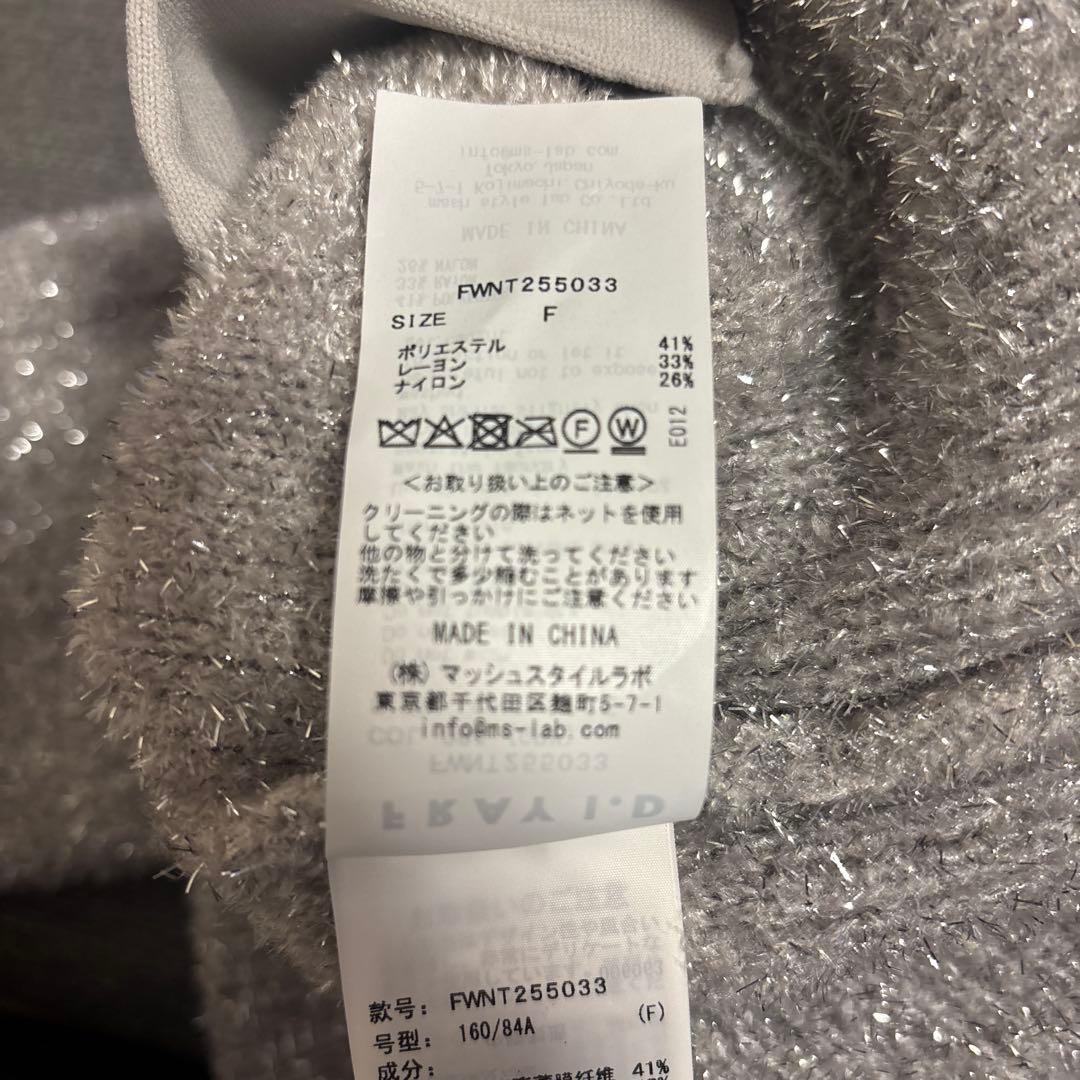 FWNT255033
SIZE F
ポリエステル 41%
レーヨン 33%
ナイロン 26%
E012
<お取り扱い上のご注意>
クリーニングの際はネットを使用
してください
他の物と分けて洗ってください
洗たくで多少縮むことがあります
摩擦や引っかけにご注意ください
MADE IN CHINA
(株)マッシュスタイルラボ
東京都千代田区麹町5-7-1
info@ms-lab.com
FRAY I.D
款号: FWNT255033
号型: 160/84A (F)
成分:
膜纤维 41%